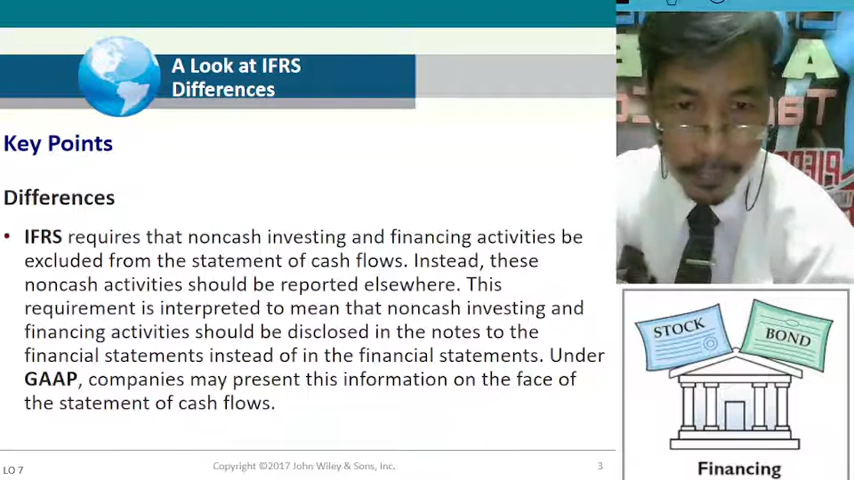 A Look at IFRS
Differences
Key Points
Differences
• IFRS requires that noncash investing and financing activities be
excluded from the statement of cash flows. Instead, these
noncash activities should be reported elsewhere. This
requirement is interpreted to mean that noncash investing and
financing activities should be disclosed in the notes to the
financial statements instead of in the financial statements. Under
GAAP, companies may present this information on the face of
the statement of cash flows.
LO 7
Copyright ©2017 John Wiley & Sons, Inc.
3
STOCK
BOND
Financing